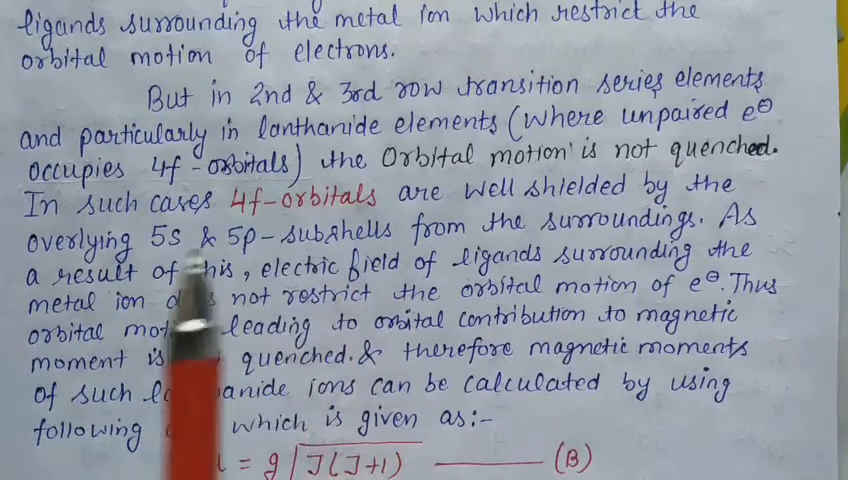 ligands surrounding the metal ion which restrict the
orbital motion of electrons.
But in 2nd & 3rd row transition series elements
and particularly in lanthanide elements (where unpaired e⊖
occupies 4f-orbitals) the Orbital motion is not quenched.
In such cases 4f-orbitals are well shielded by the
overlying 5s & 5p-subshells from the surroundings. As
a result of this, electric field of ligands surrounding the
metal ion not restrict the orbital motion of e⊖. Thus
orbital leading to orbital contribution to magnetic
moment is quenched. & therefore magnetic moments
of such ions can be calculated by using
following which is given as:-
= g√J(J+1) —— (B)